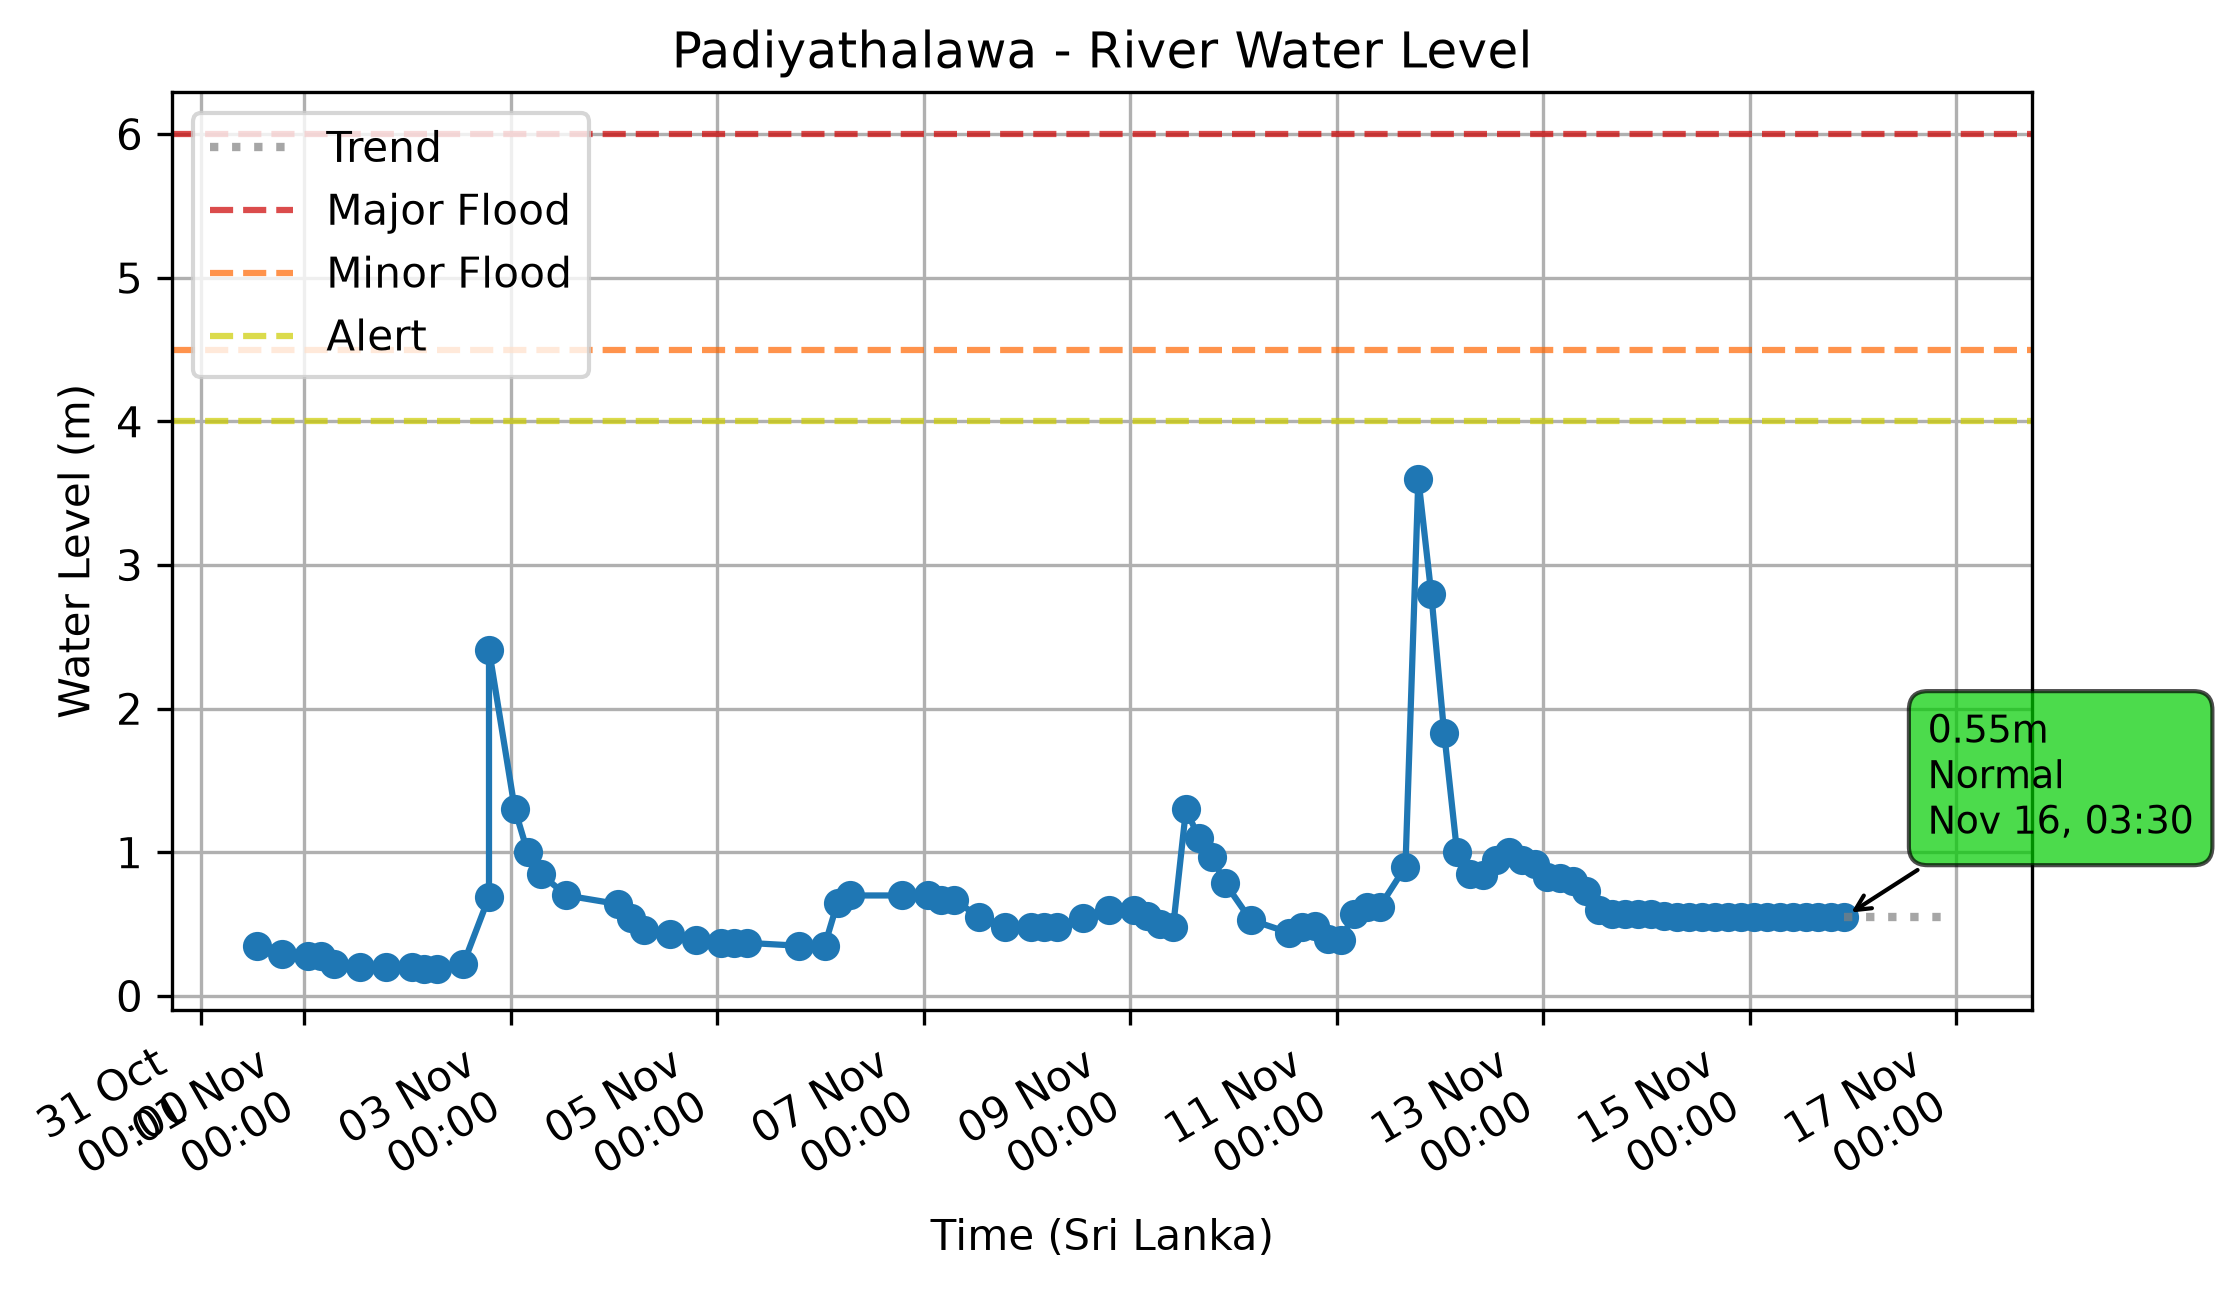 Padiyathalawa - River Water Level
Trend
Major Flood
Minor Flood
Alert
Water Level (m)
6
5
4
3
2
1
0
0.55m
Normal
Nov 16, 03:30
31 Oct
00:00
01 Nov
00:00
03 Nov
00:00
05 Nov
00:00
07 Nov
00:00
09 Nov
00:00
11 Nov
00:00
13 Nov
00:00
15 Nov
00:00
17 Nov
00:00
Time (Sri Lanka)